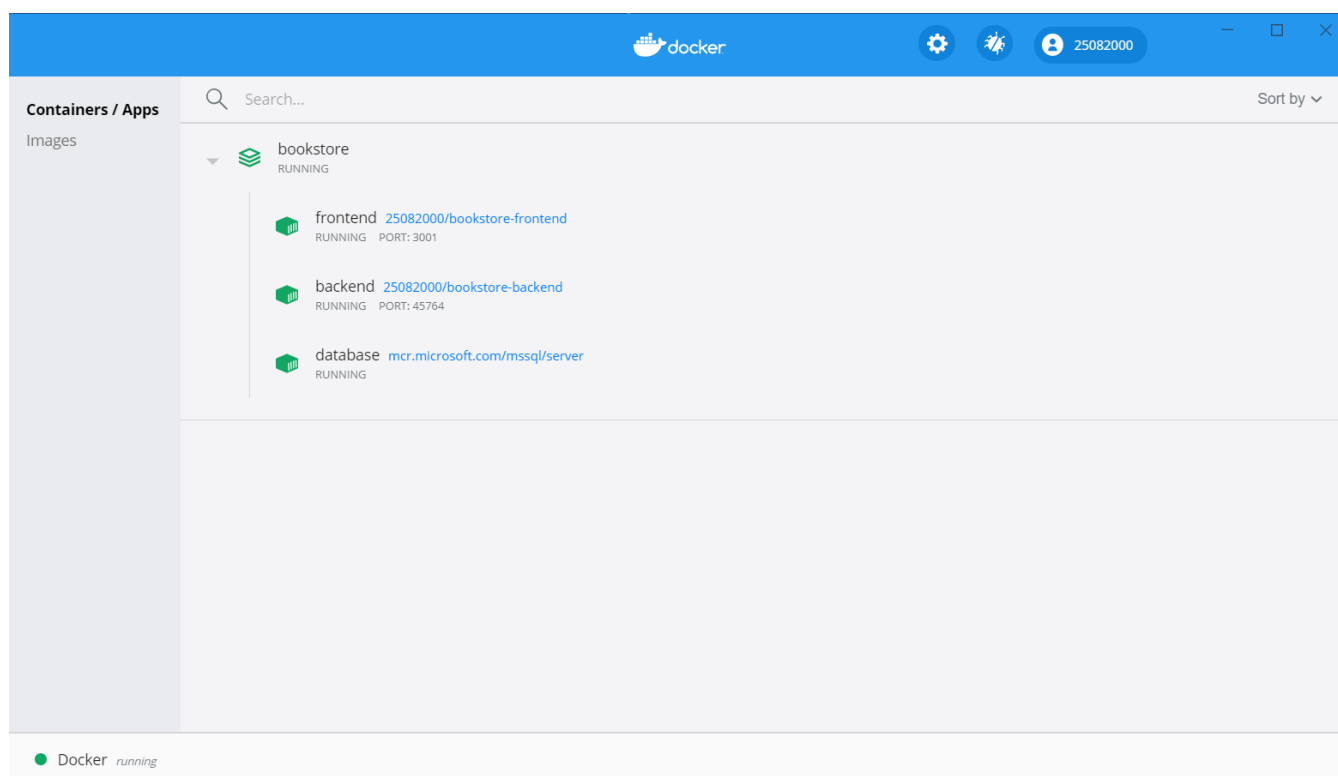 docker
25082000
Containers / Apps
Images
Search...
Sort by
bookstore
RUNNING
frontend 25082000/bookstore-frontend
RUNNING PORT: 3001
backend 25082000/bookstore-backend
RUNNING PORT: 45764
database mcr.microsoft.com/mssql/server
RUNNING
Docker running